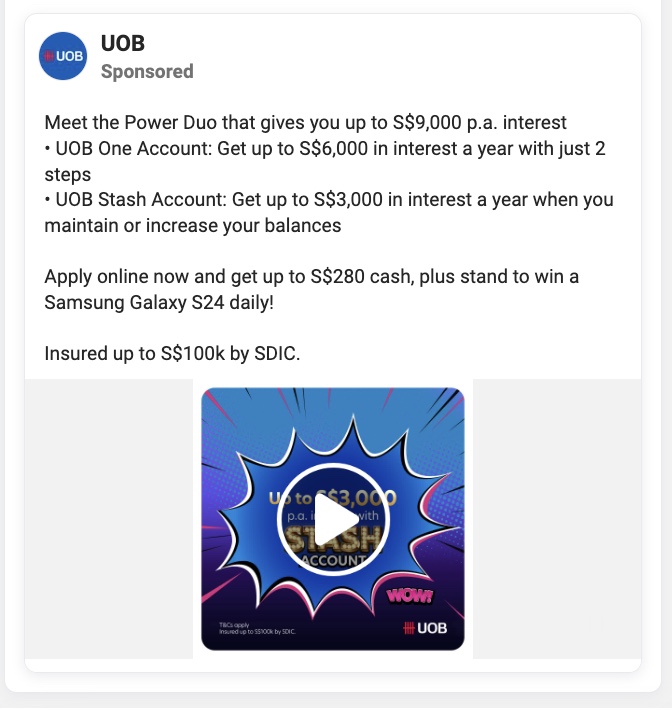 UOB
UOB
Sponsored
Meet the Power Duo that gives you up to S$9,000 p.a. interest
• UOB One Account: Get up to S$6,000 in interest a year with just 2
steps
• UOB Stash Account: Get up to S$3,000 in interest a year when you
maintain or increase your balances
Apply online now and get up to S$280 cash, plus stand to win a
Samsung Galaxy S24 daily!
Insured up to S$100k by SDIC.
Up to S$3,000
p.a. with
STASH
ACCOUNT
WOW!
T&Cs apply
Insured up to S$100k by SDIC.
UOB